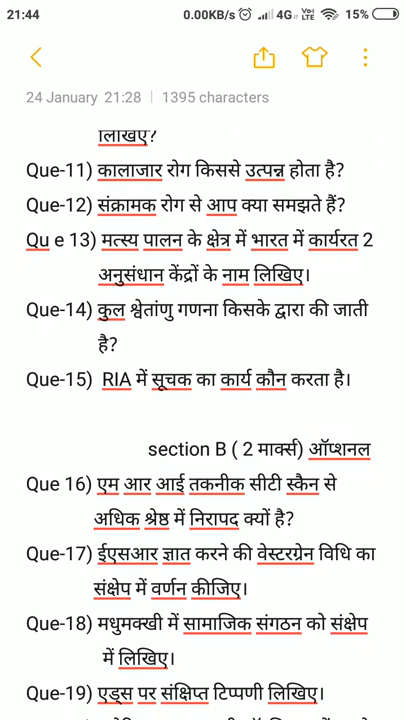 21:44
0.00KB/s 4G VoLTE 15%
24 January 21:28 | 1395 characters
लिखिए?
Que-11) कालाजार रोग किससे उत्पन्न होता है?
Que-12) संक्रामक रोग से आप क्या समझते हैं?
Qu e 13) मत्स्य पालन के क्षेत्र में भारत में कार्यरत 2
अनुसंधान केंद्रों के नाम लिखिए।
Que-14) कुल श्वेतांणु गणना किसके द्वारा की जाती
है?
Que-15) RIA में सूचक का कार्य कौन करता है।
section B ( 2 मार्क्स) ऑप्शनल
Que 16) एम आर आई तकनीक सीटी स्कैन से
अधिक श्रेष्ठ में निरापद क्यों है?
Que-17) ईएसआर ज्ञात करने की वेस्टरग्रेन विधि का
संक्षेप में वर्णन कीजिए।
Que-18) मधुमक्खी में सामाजिक संगठन को संक्षेप
में लिखिए।
Que-19) एड्स पर संक्षिप्त टिप्पणी लिखिए।